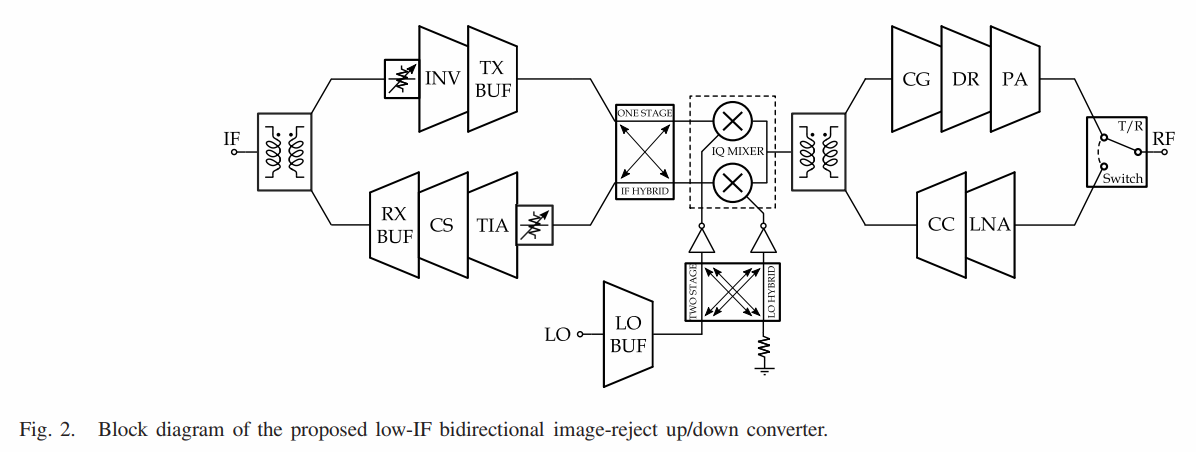 IF
INV
TX
BUF
RX
BUF
CS
TIA
ONE STAGE
IF HYBRID
IQ MIXER
TWO STAGE
LO HYBRID
LO
LO
BUF
CG
DR
PA
CC
LNA
T/R
Switch
RF
Fig. 2. Block diagram of the proposed low-IF bidirectional image-reject up/down converter.